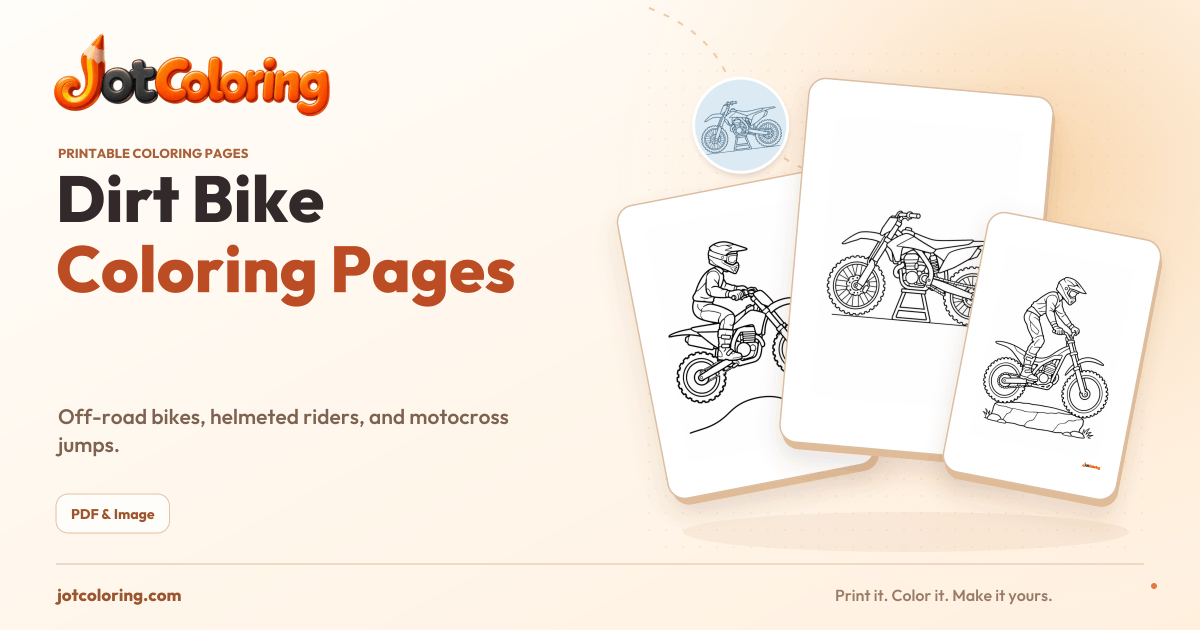 JotColoring
PRINTABLE COLORING PAGES
Dirt Bike
Coloring Pages
Off-road bikes, helmeted riders, and motocross
jumps.
PDF & Image
jotcoloring.com
Print it. Color it. Make it yours.